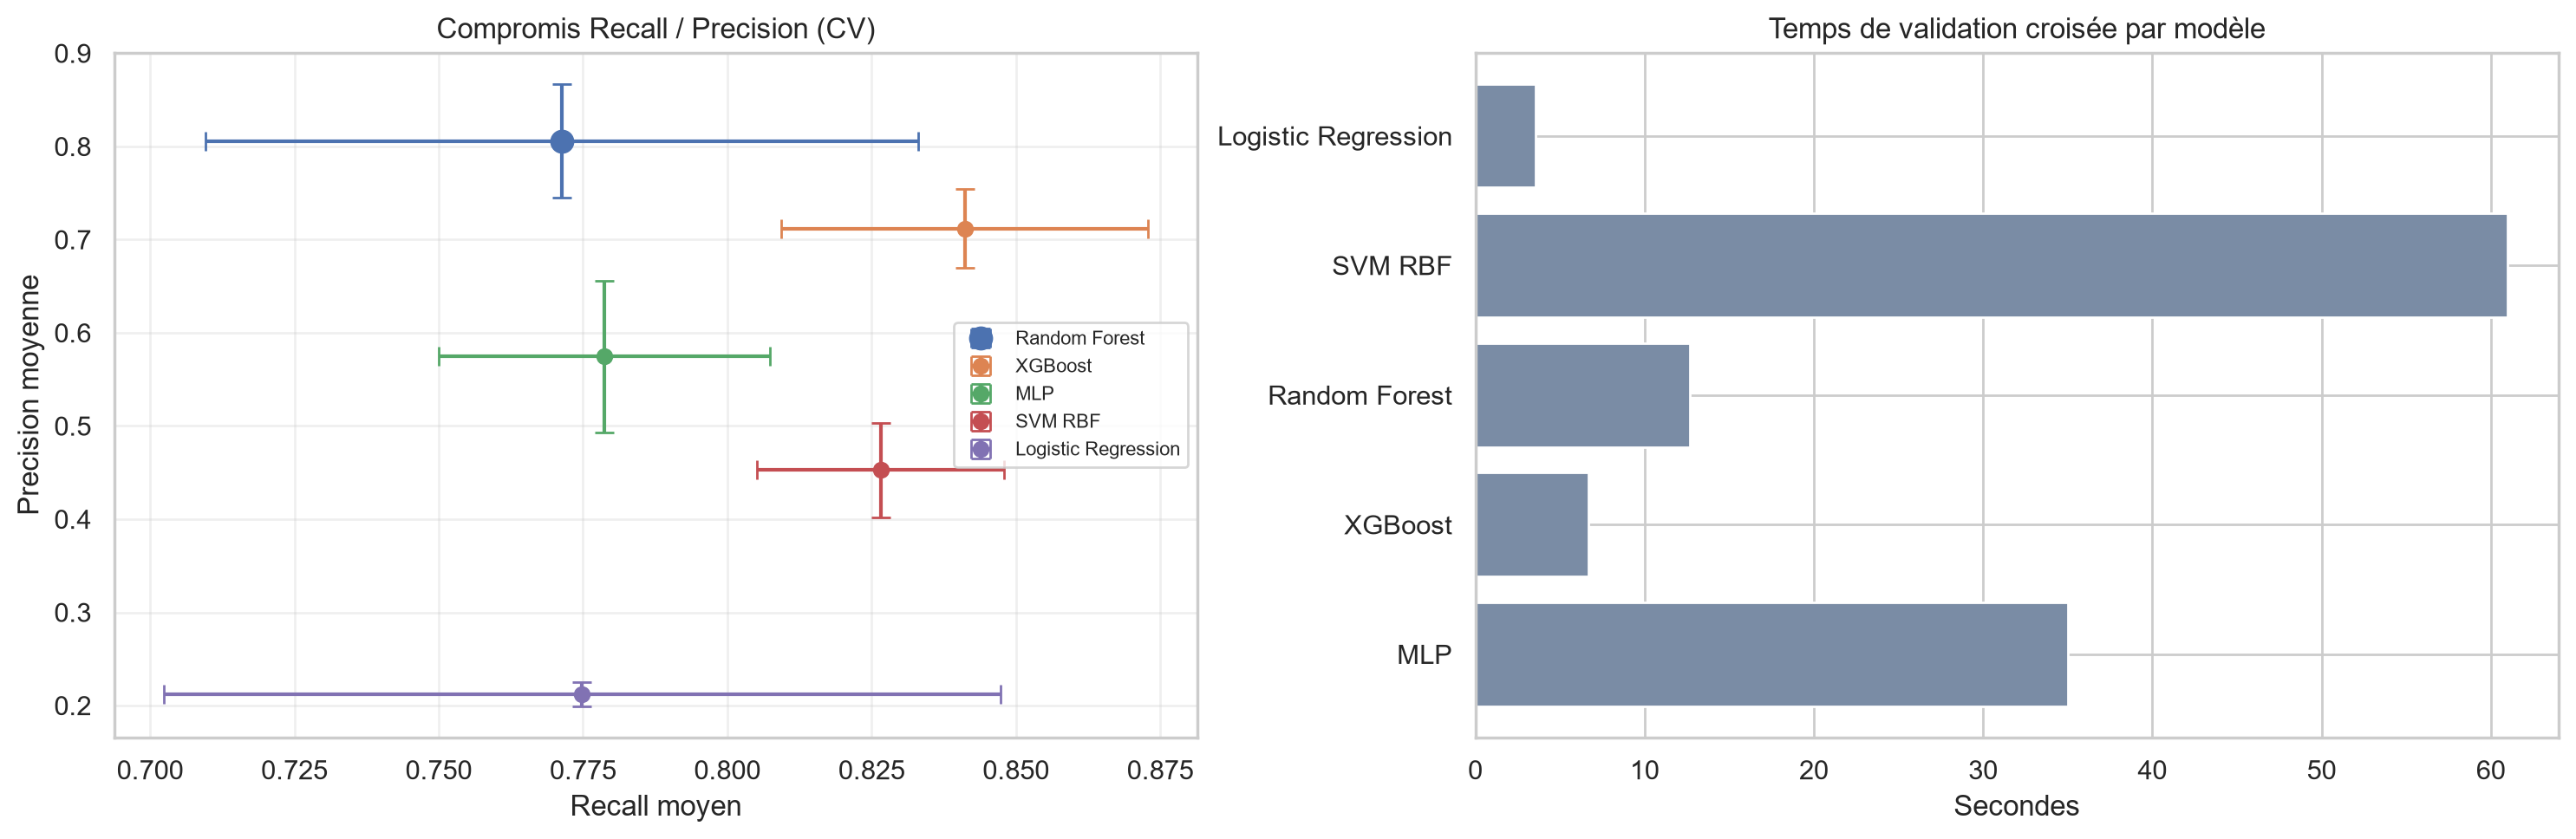 Compromis Recall / Precision (CV)
0.9
0.8
0.7
0.6
0.5
0.4
0.3
0.2
Precision moyenne
0.700 0.725 0.750 0.775 0.800 0.825 0.850 0.875
Recall moyen
Random Forest
XGBoost
MLP
SVM RBF
Logistic Regression
Temps de validation croisée par modèle
Logistic Regression
SVM RBF
Random Forest
XGBoost
MLP
0 10 20 30 40 50 60
Secondes